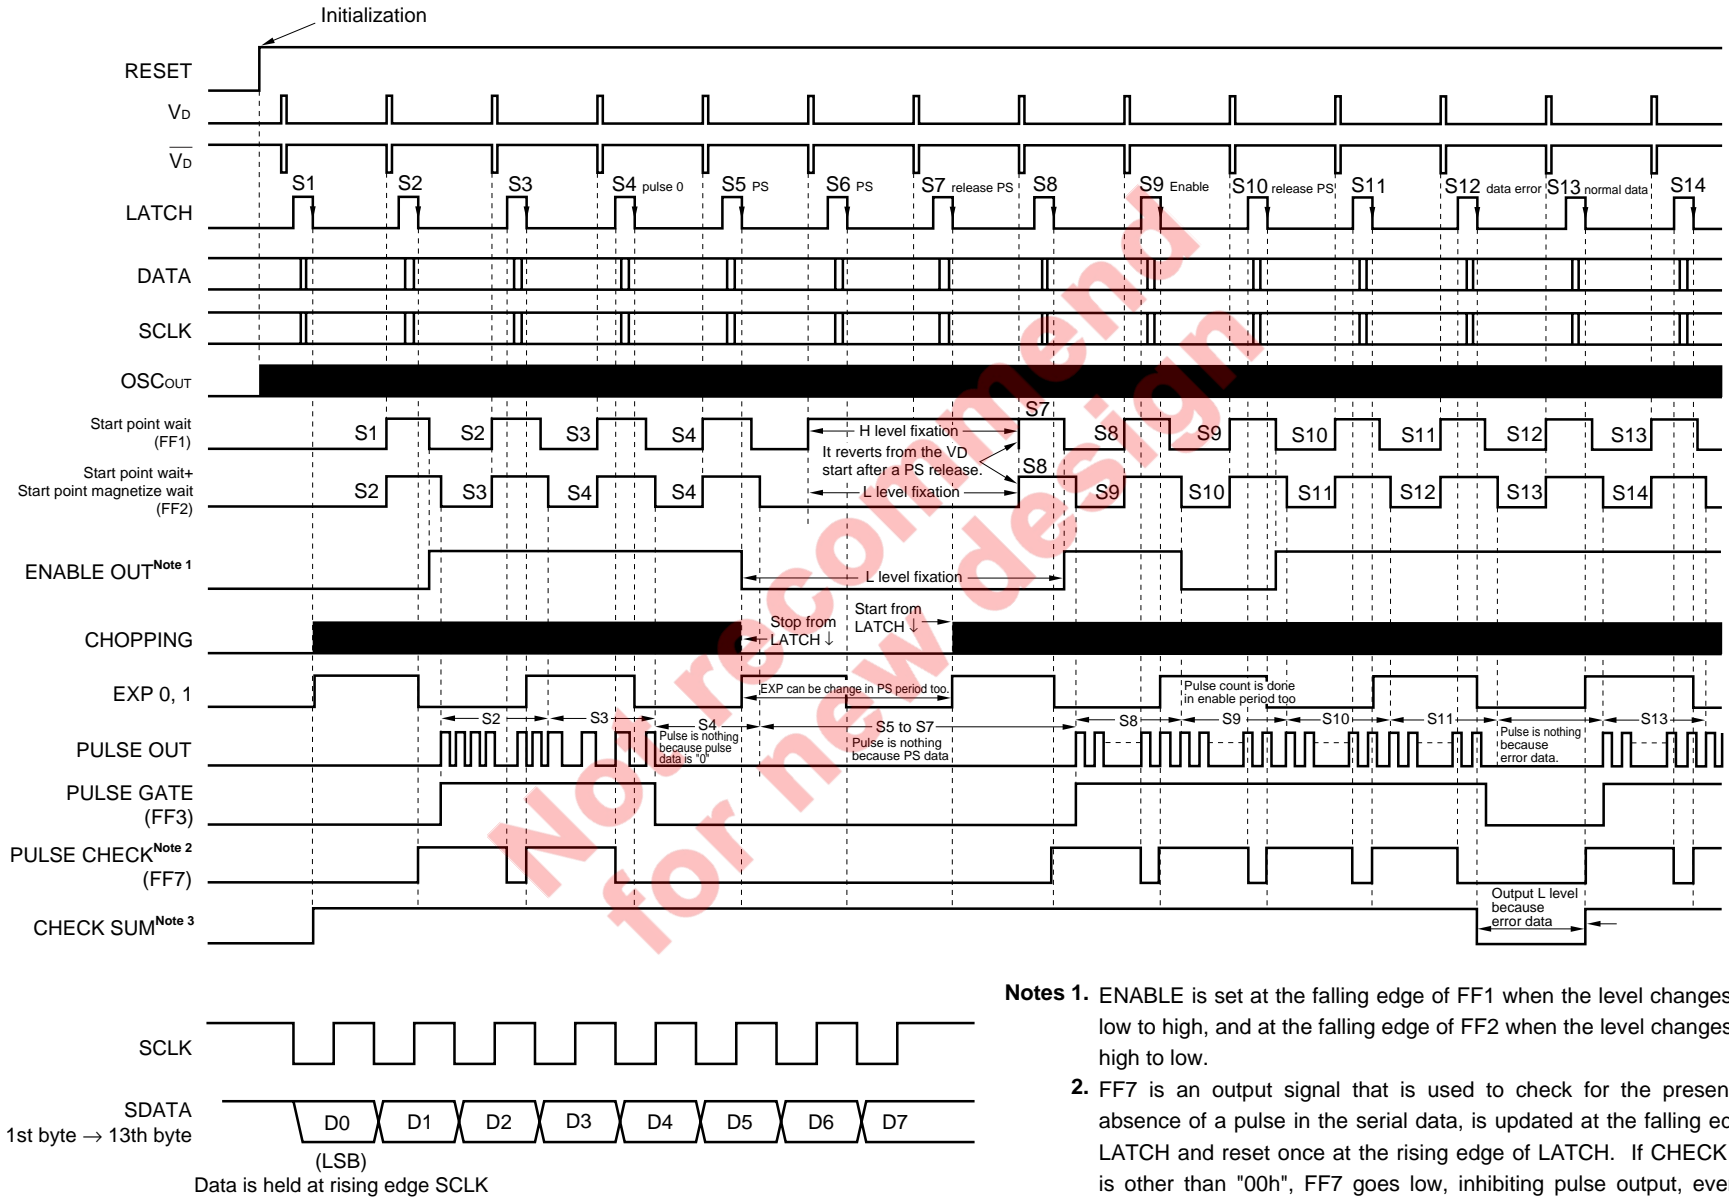 Initialization
RESET
VD
VD
S1
S2
S3
S4 pulse 0
S5 PS
S6 PS
S7 release PS
S8
S9 Enable
S10 release PS
S11
S12 data error
S13 normal data
S14
LATCH
DATA
SCLK
OSCOUT
Start point wait
(FF1)
S1
S2
S3
S4
H level fixation
S7
S8
S9
S10
S11
S12
S13
It reverts from the VD
start after a PS release.
Start point wait+
Start point magnetize wait
(FF2)
S2
S3
S4
S4
L level fixation
S8
S9
S10
S11
S12
S13
S14
ENABLE OUT Note 1
L level fixation
CHOPPING
Stop from
LATCH ↓
Start from
LATCH ↓
EXP 0, 1
EXP can be change in PS period too.
Pulse count is done
in enable period too
PULSE OUT
S2
S3
S4
Pulse is nothing
because pulse
data is "0"
S5 to S7
Pulse is nothing
because PS data
S8
S9
S10
S11
Pulse is nothing
because
error data.
S13
PULSE GATE
(FF3)
PULSE CHECK Note 2
(FF7)
CHECK SUM Note 3
Output L level
because
error data
SCLK
SDATA
1st byte → 13th byte
D0 D1 D2 D3 D4 D5 D6 D7
(LSB)
Data is held at rising edge SCLK
Notes 1. ENABLE is set at the falling edge of FF1 when the level changes
low to high, and at the falling edge of FF2 when the level changes
high to low.
2. FF7 is an output signal that is used to check for the presen
absence of a pulse in the serial data, is updated at the falling ed
LATCH and reset once at the rising edge of LATCH. If CHECK
is other than "00h", FF7 goes low, inhibiting pulse output, eve
Not recommend
for new design